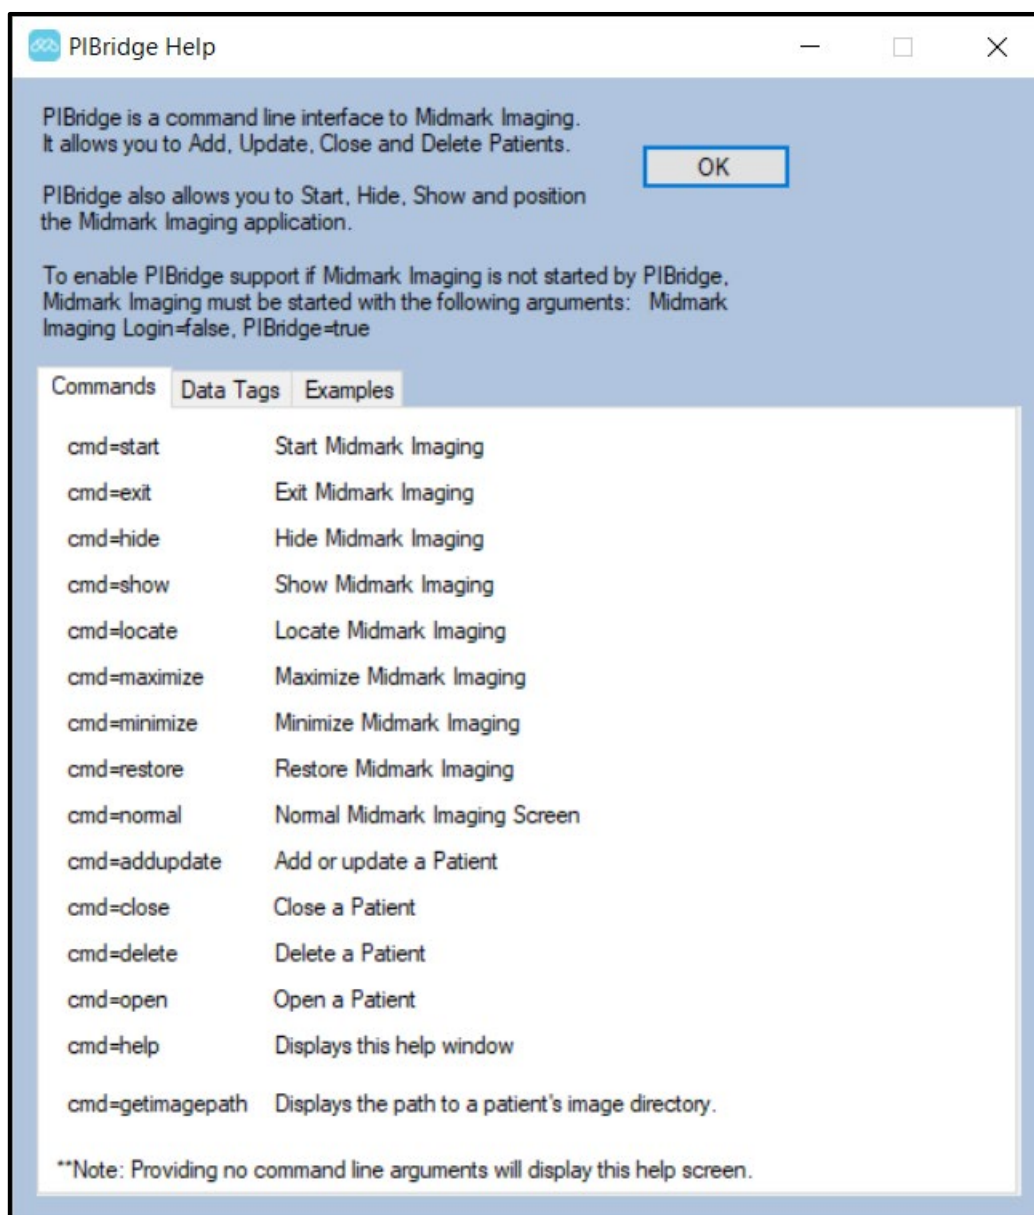 PIBridge Help
PIBridge is a command line interface to Midmark Imaging.
It allows you to Add, Update, Close and Delete Patients.
OK
PIBridge also allows you to Start, Hide, Show and position
the Midmark Imaging application.
To enable PIBridge support if Midmark Imaging is not started by PIBridge,
Midmark Imaging must be started with the following arguments: Midmark
Imaging Login=false, PIBridge=true
Commands Data Tags Examples
cmd=start Start Midmark Imaging
cmd=exit Exit Midmark Imaging
cmd=hide Hide Midmark Imaging
cmd=show Show Midmark Imaging
cmd=locate Locate Midmark Imaging
cmd=maximize Maximize Midmark Imaging
cmd=minimize Minimize Midmark Imaging
cmd=restore Restore Midmark Imaging
cmd=normal Normal Midmark Imaging Screen
cmd=addupdate Add or update a Patient
cmd=close Close a Patient
cmd=delete Delete a Patient
cmd=open Open a Patient
cmd=help Displays this help window
cmd=getimagepath Displays the path to a patient's image directory.
**Note: Providing no command line arguments will display this help screen.